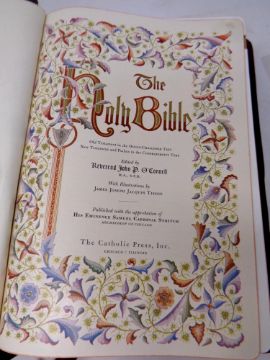 The
Holy Bible
Old Testament in the Douay-Challoner Text
New Testament and Psalms in the Confraternity Text
Edited by
Reverend John P. O'Connell
M.A., S.T.D.
With Illustrations by
James Joseph Jacques Tissot
Published with the approbation of
His Eminence Samuel Cardinal Stritch
Archbishop of Chicago
The Catholic Press, Inc.
Chicago, Illinois